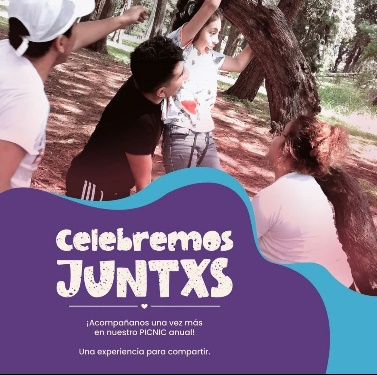 Celebremos
JUNTXS
¡Acompañanos una vez más
en nuestro PICNIC anual!
Una experiencia para compartir.